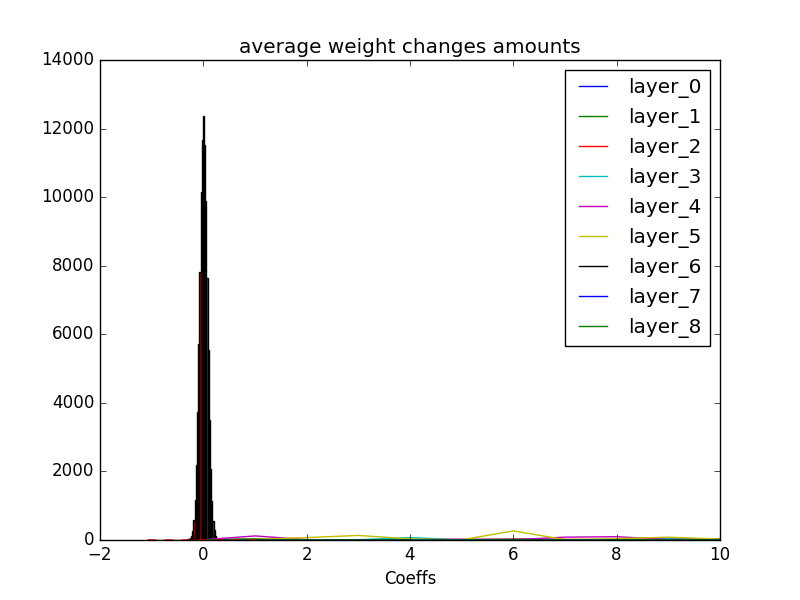 average weight changes amounts
14000
12000
10000
8000
6000
4000
2000
0
−2
0
2
4
6
8
10
Coeffs
layer_0
layer_1
layer_2
layer_3
layer_4
layer_5
layer_6
layer_7
layer_8